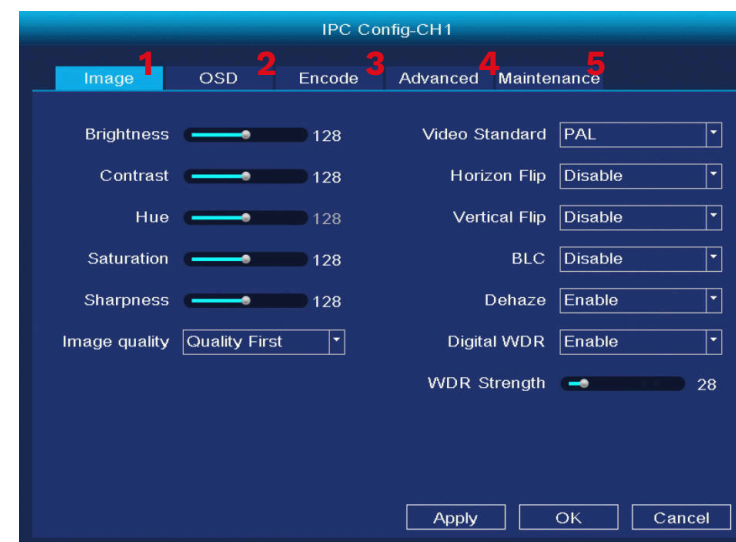 IPC Config-CH1
1 2 3 4 5
Image OSD Encode Advanced Maintenance
Brightness 128 Video Standard PAL
Contrast 128 Horizon Flip Disable
Hue 128 Vertical Flip Disable
Saturation 128 BLC Disable
Sharpness 128 Dehaze Enable
Image quality Quality First Digital WDR Enable
WDR Strength 28
Apply OK Cancel